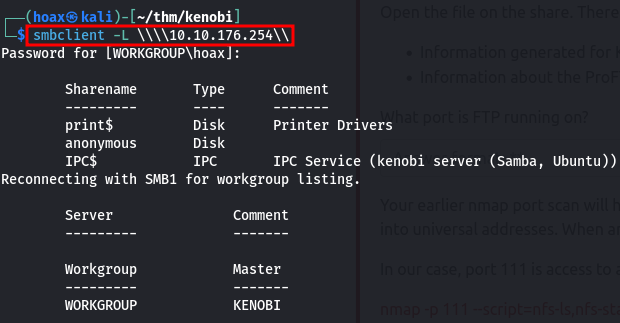 (hoax㉿kali)-[~/thm/kenobi]
$ smbclient -L \\\\10.10.176.254\\
Password for [WORKGROUP\hoax]:
Sharename       Type      Comment
---------       ----      -------
print$          Disk      Printer Drivers
anonymous       Disk
IPC$            IPC       IPC Service (kenobi server (Samba, Ubuntu))
Reconnecting with SMB1 for workgroup listing.
Server               Comment
---------            -------
Workgroup            Master
---------            -------
WORKGROUP            KENOBI
Open the file on the share. There
Information generated for
Information about the ProF
What port is FTP running on?
Your earlier nmap port scan will
into universal addresses. When
In our case, port 111 is access to
nmap -p 111 --script=nfs-ls,nfs-st